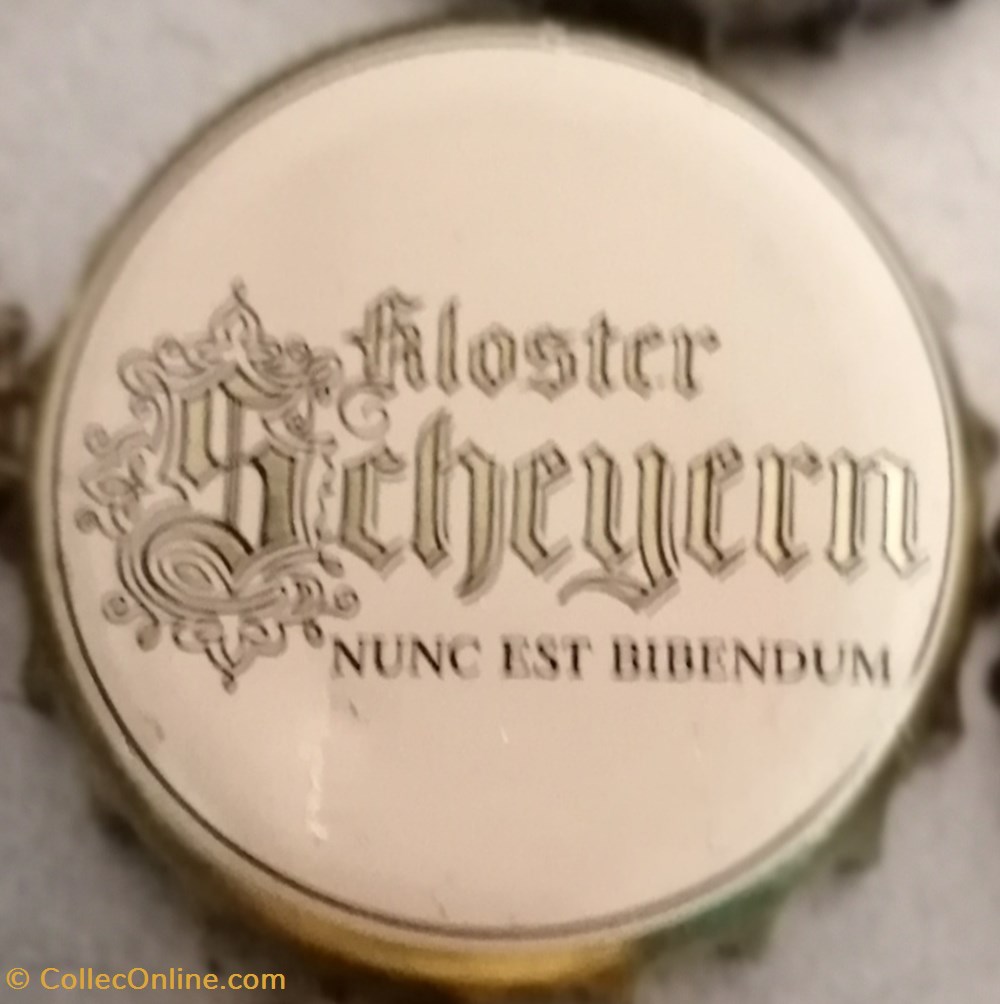 Kloster
Scheyern
NUNC EST BIBENDUM
© CollecOnline.com